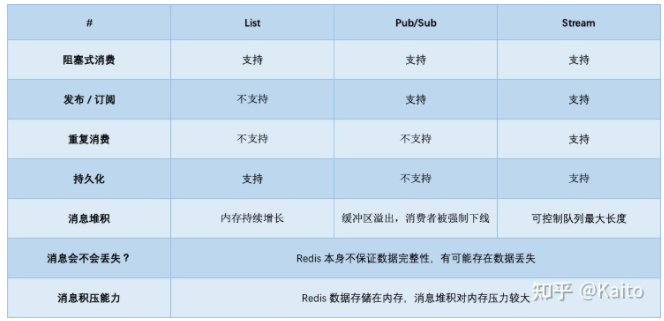 # List Pub/Sub Stream
阻塞式消费 支持 支持 支持
发布 / 订阅 不支持 支持 支持
重复消费 不支持 不支持 支持
持久化 支持 不支持 支持
消息堆积 内存持续增长 缓冲区溢出，消费者被强制下线 可控制队列最大长度
消息会不会丢失？ Redis 本身不保证数据完整性，有可能存在数据丢失
消息积压能力 Redis 数据存储在内存，消息堆积对内存压力较大
知乎 @Kaito